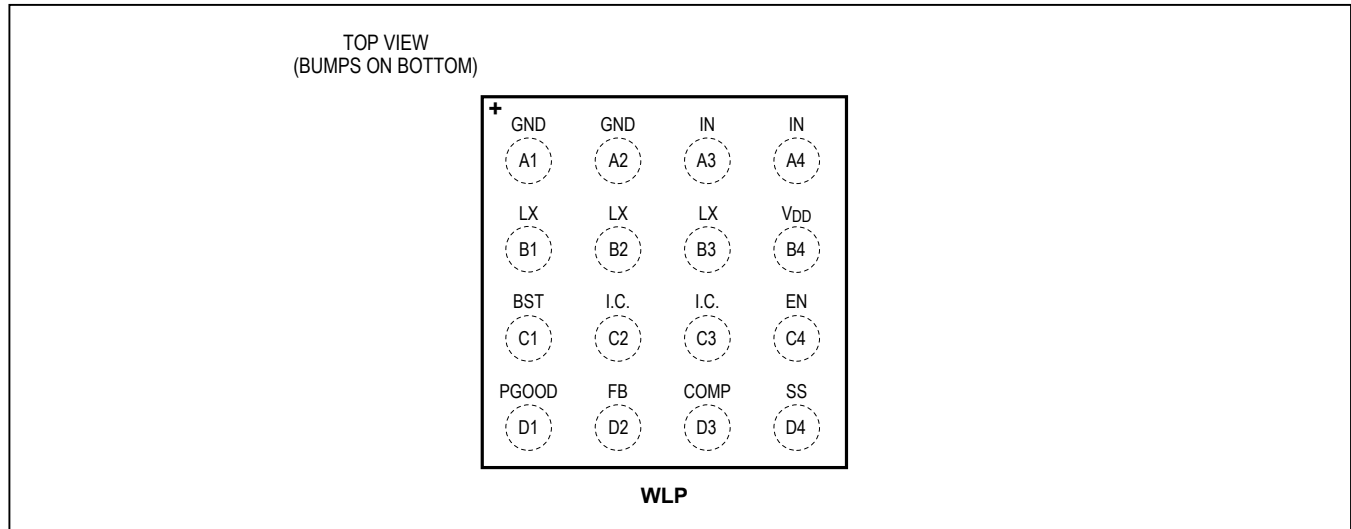 TOP VIEW
(BUMPS ON BOTTOM)
+
GND GND IN IN
A1 A2 A3 A4
LX LX LX VDD
B1 B2 B3 B4
BST I.C. I.C. EN
C1 C2 C3 C4
PGOOD FB COMP SS
D1 D2 D3 D4
WLP